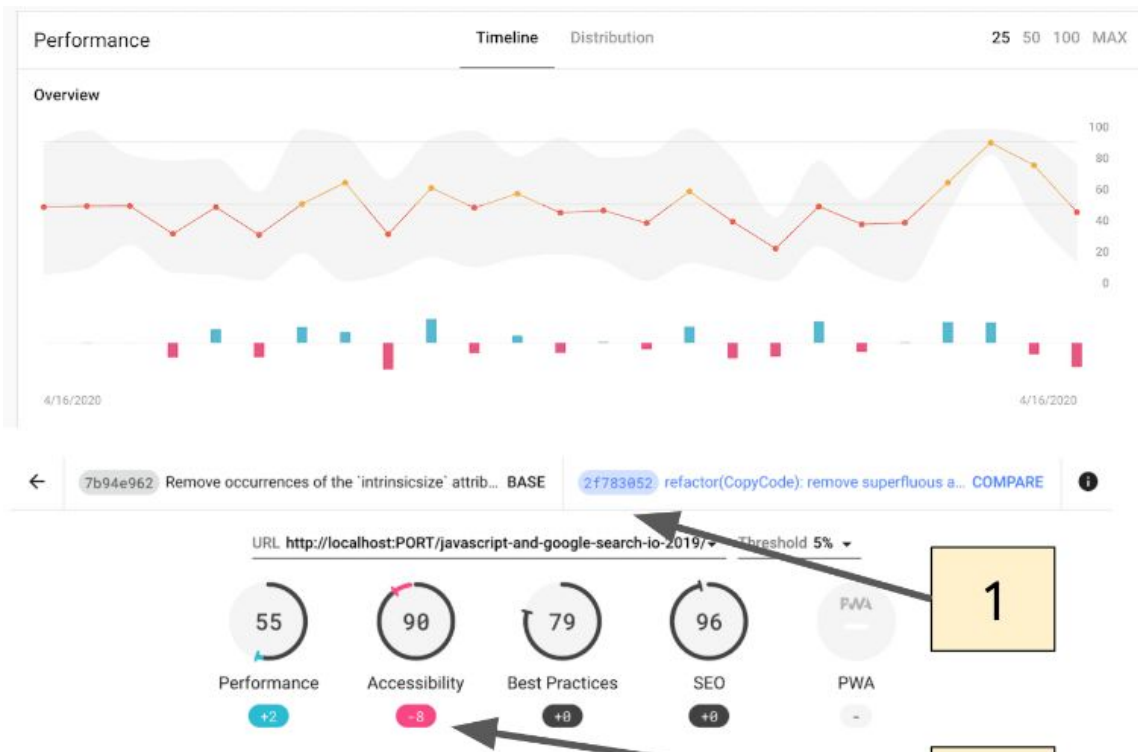 Performance Timeline Distribution 25 50 100 MAX
Overview
100
80
60
40
20
0
4/16/2020 4/16/2020
7b94e962 Remove occurrences of the `intrinsicsize` attrib... BASE 2f783052 refactor(CopyCode): remove superfluous a... COMPARE
URL http://localhost:PORT/javascript-and-google-search-io-2019/ Threshold 5%
1
55 90 79 96 PWA
Performance Accessibility Best Practices SEO PWA
+2 -8 +0 +0 -